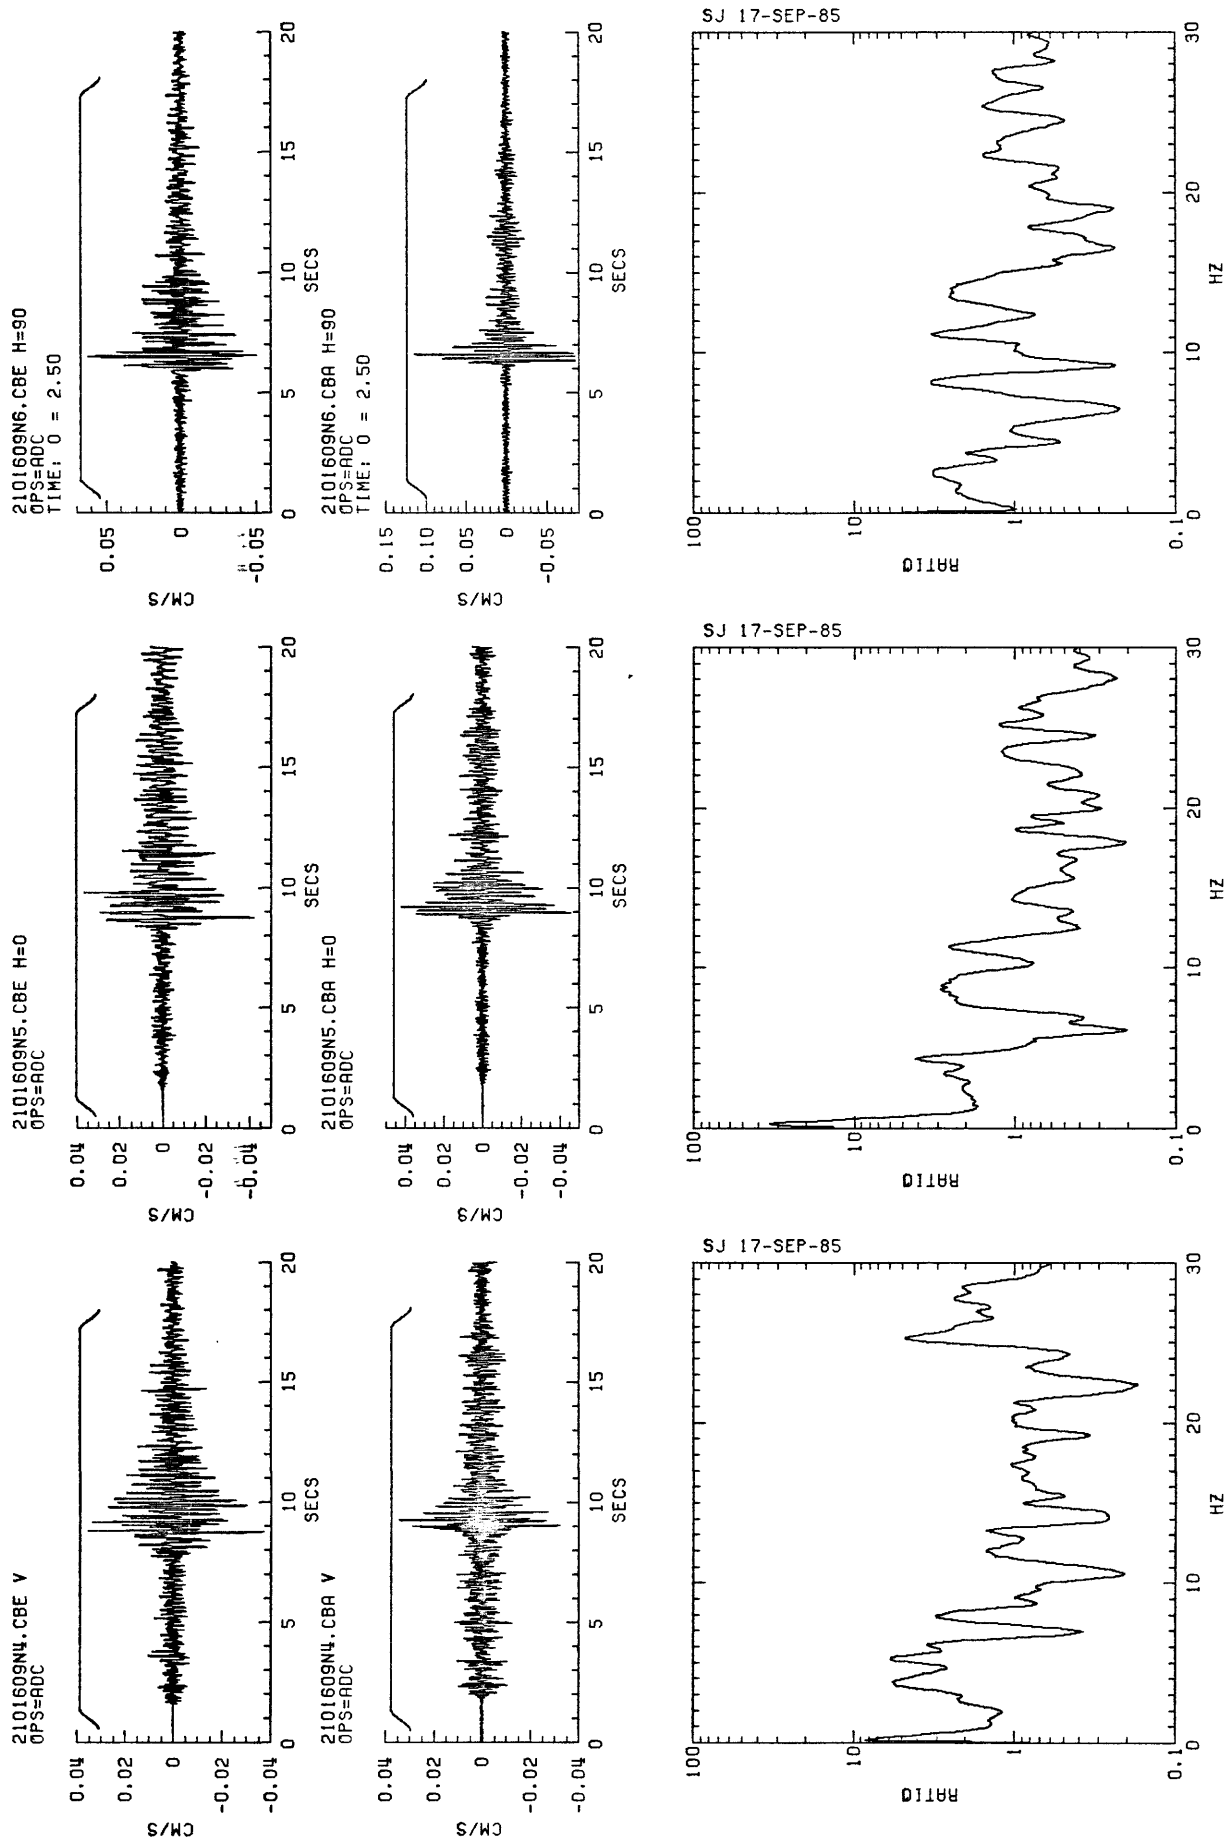 2101609N4.CBE V
OPS=ADC
CM/S
0.04
0.02
0
-0.02
-0.04
0
5
10
15
20
SECS
2101609N4.CBA V
OPS=ADC
CM/S
0.04
0.02
0
-0.02
-0.04
0
5
10
15
20
SECS
SJ 17-SEP-85
RATIO
100
10
1
0.1
0
10
20
30
HZ
2101609N5.CBE H=0
OPS=ADC
CM/S
0.04
0.02
0
-0.02
-0.04
0
5
10
15
20
SECS
2101609N5.CBA H=0
OPS=ADC
CM/S
0.04
0.02
0
-0.02
-0.04
0
5
10
15
20
SECS
SJ 17-SEP-85
RATIO
100
10
1
0.1
0
10
20
30
HZ
2101609N6.CBE H=90
OPS=ADC
TIME: 0 = 2.50
CM/S
0.05
0
-0.05
0
5
10
15
20
SECS
2101609N6.CBA H=90
OPS=ADC
TIME: 0 = 2.50
CM/S
0.15
0.10
0.05
0
-0.05
0
5
10
15
20
SECS
SJ 17-SEP-85
RATIO
100
10
1
0.1
0
10
20
30
HZ